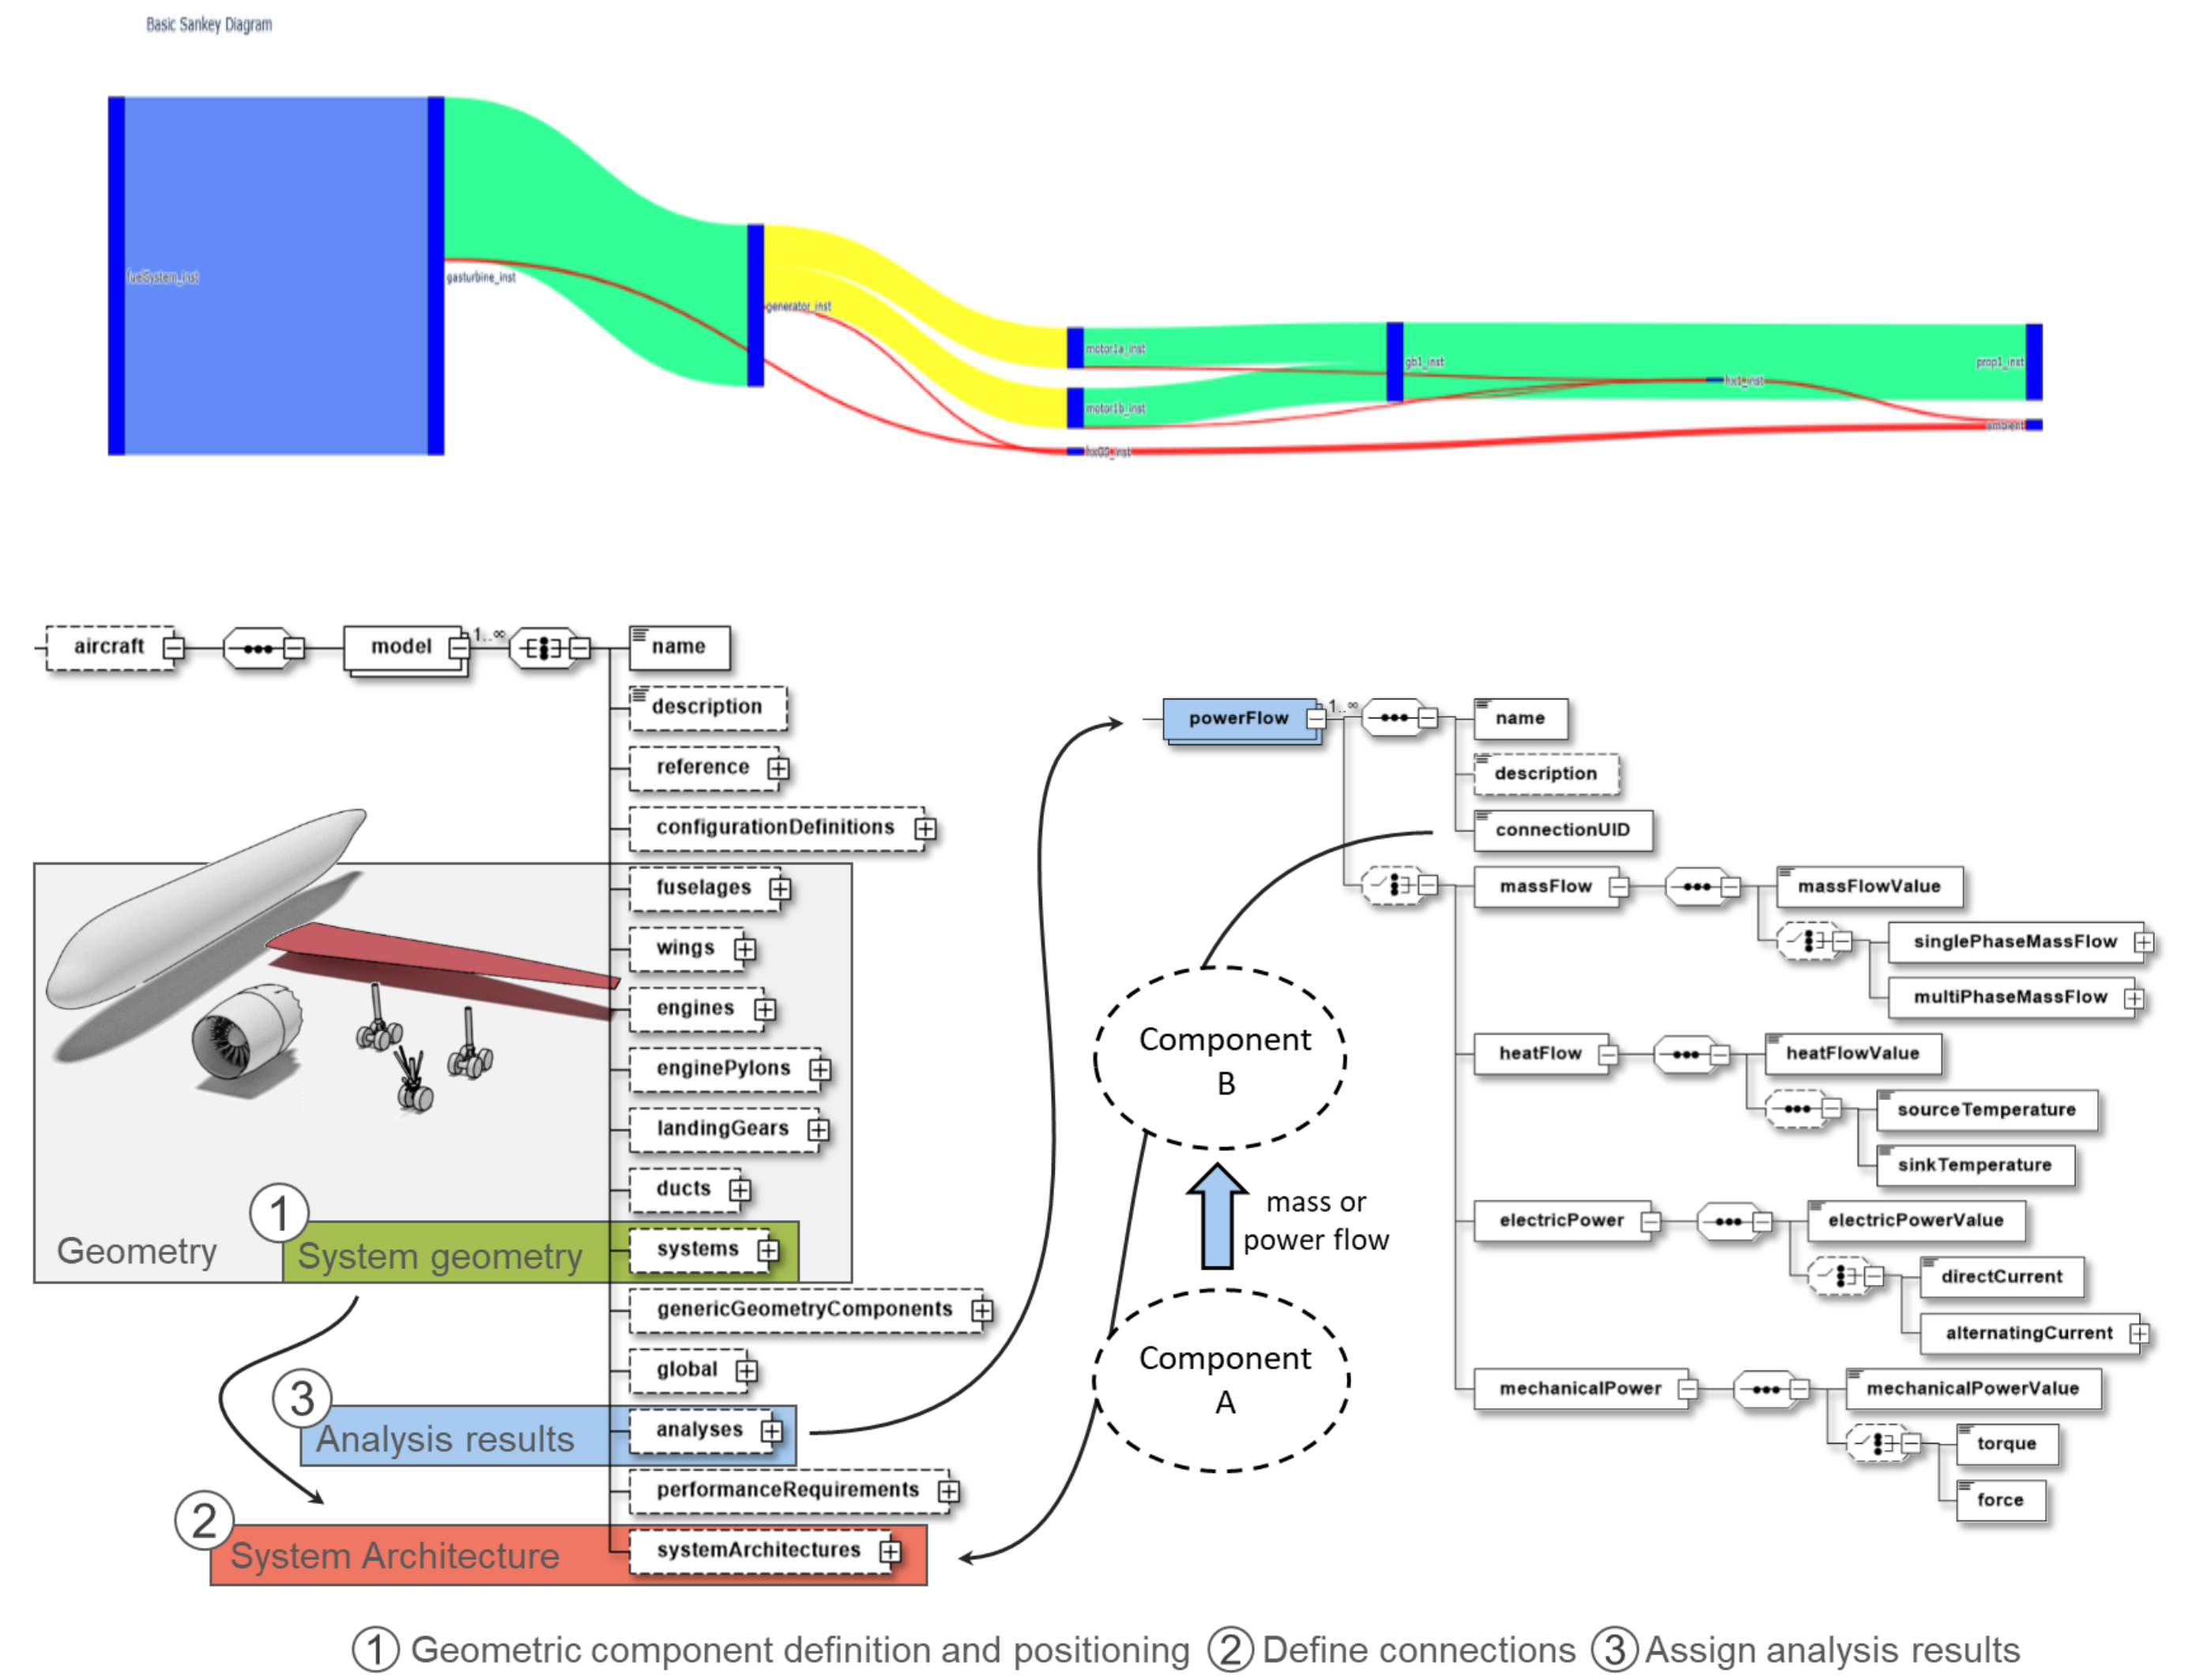 Basic Sankey Diagram
fuelSystem_inst
gasturbine_inst
generator_inst
motor1a_inst
motor1b_inst
hx00_inst
gb1_inst
hx1_inst
prop1_inst
ambient
aircraft
model
1..∞
name
description
reference
configurationDefinitions
fuselages
wings
engines
enginePylons
landingGears
ducts
systems
genericGeometryComponents
global
analyses
performanceRequirements
systemArchitectures
Geometry
1
System geometry
3
Analysis results
2
System Architecture
powerFlow
1..∞
name
description
connectionUID
massFlow
massFlowValue
singlePhaseMassFlow
multiPhaseMassFlow
heatFlow
heatFlowValue
sourceTemperature
sinkTemperature
electricPower
electricPowerValue
directCurrent
alternatingCurrent
mechanicalPower
mechanicalPowerValue
torque
force
Component
B
mass or
power flow
Component
A
1 Geometric component definition and positioning 2 Define connections 3 Assign analysis results